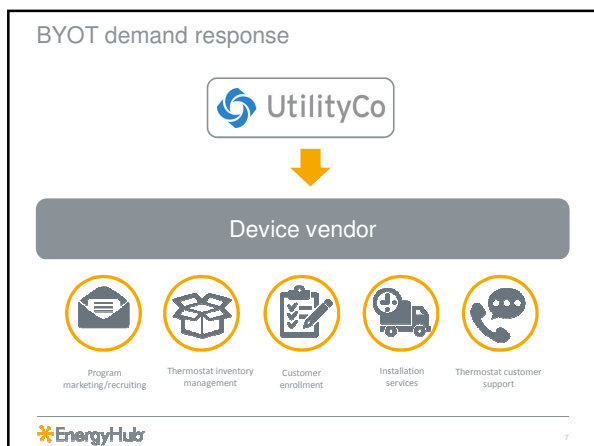 BYOT demand response
UtilityCo
Device vendor
Program
marketing/recruiting
Thermostat inventory
management
Customer
enrollment
Installation
services
Thermostat customer
support
EnergyHub
7